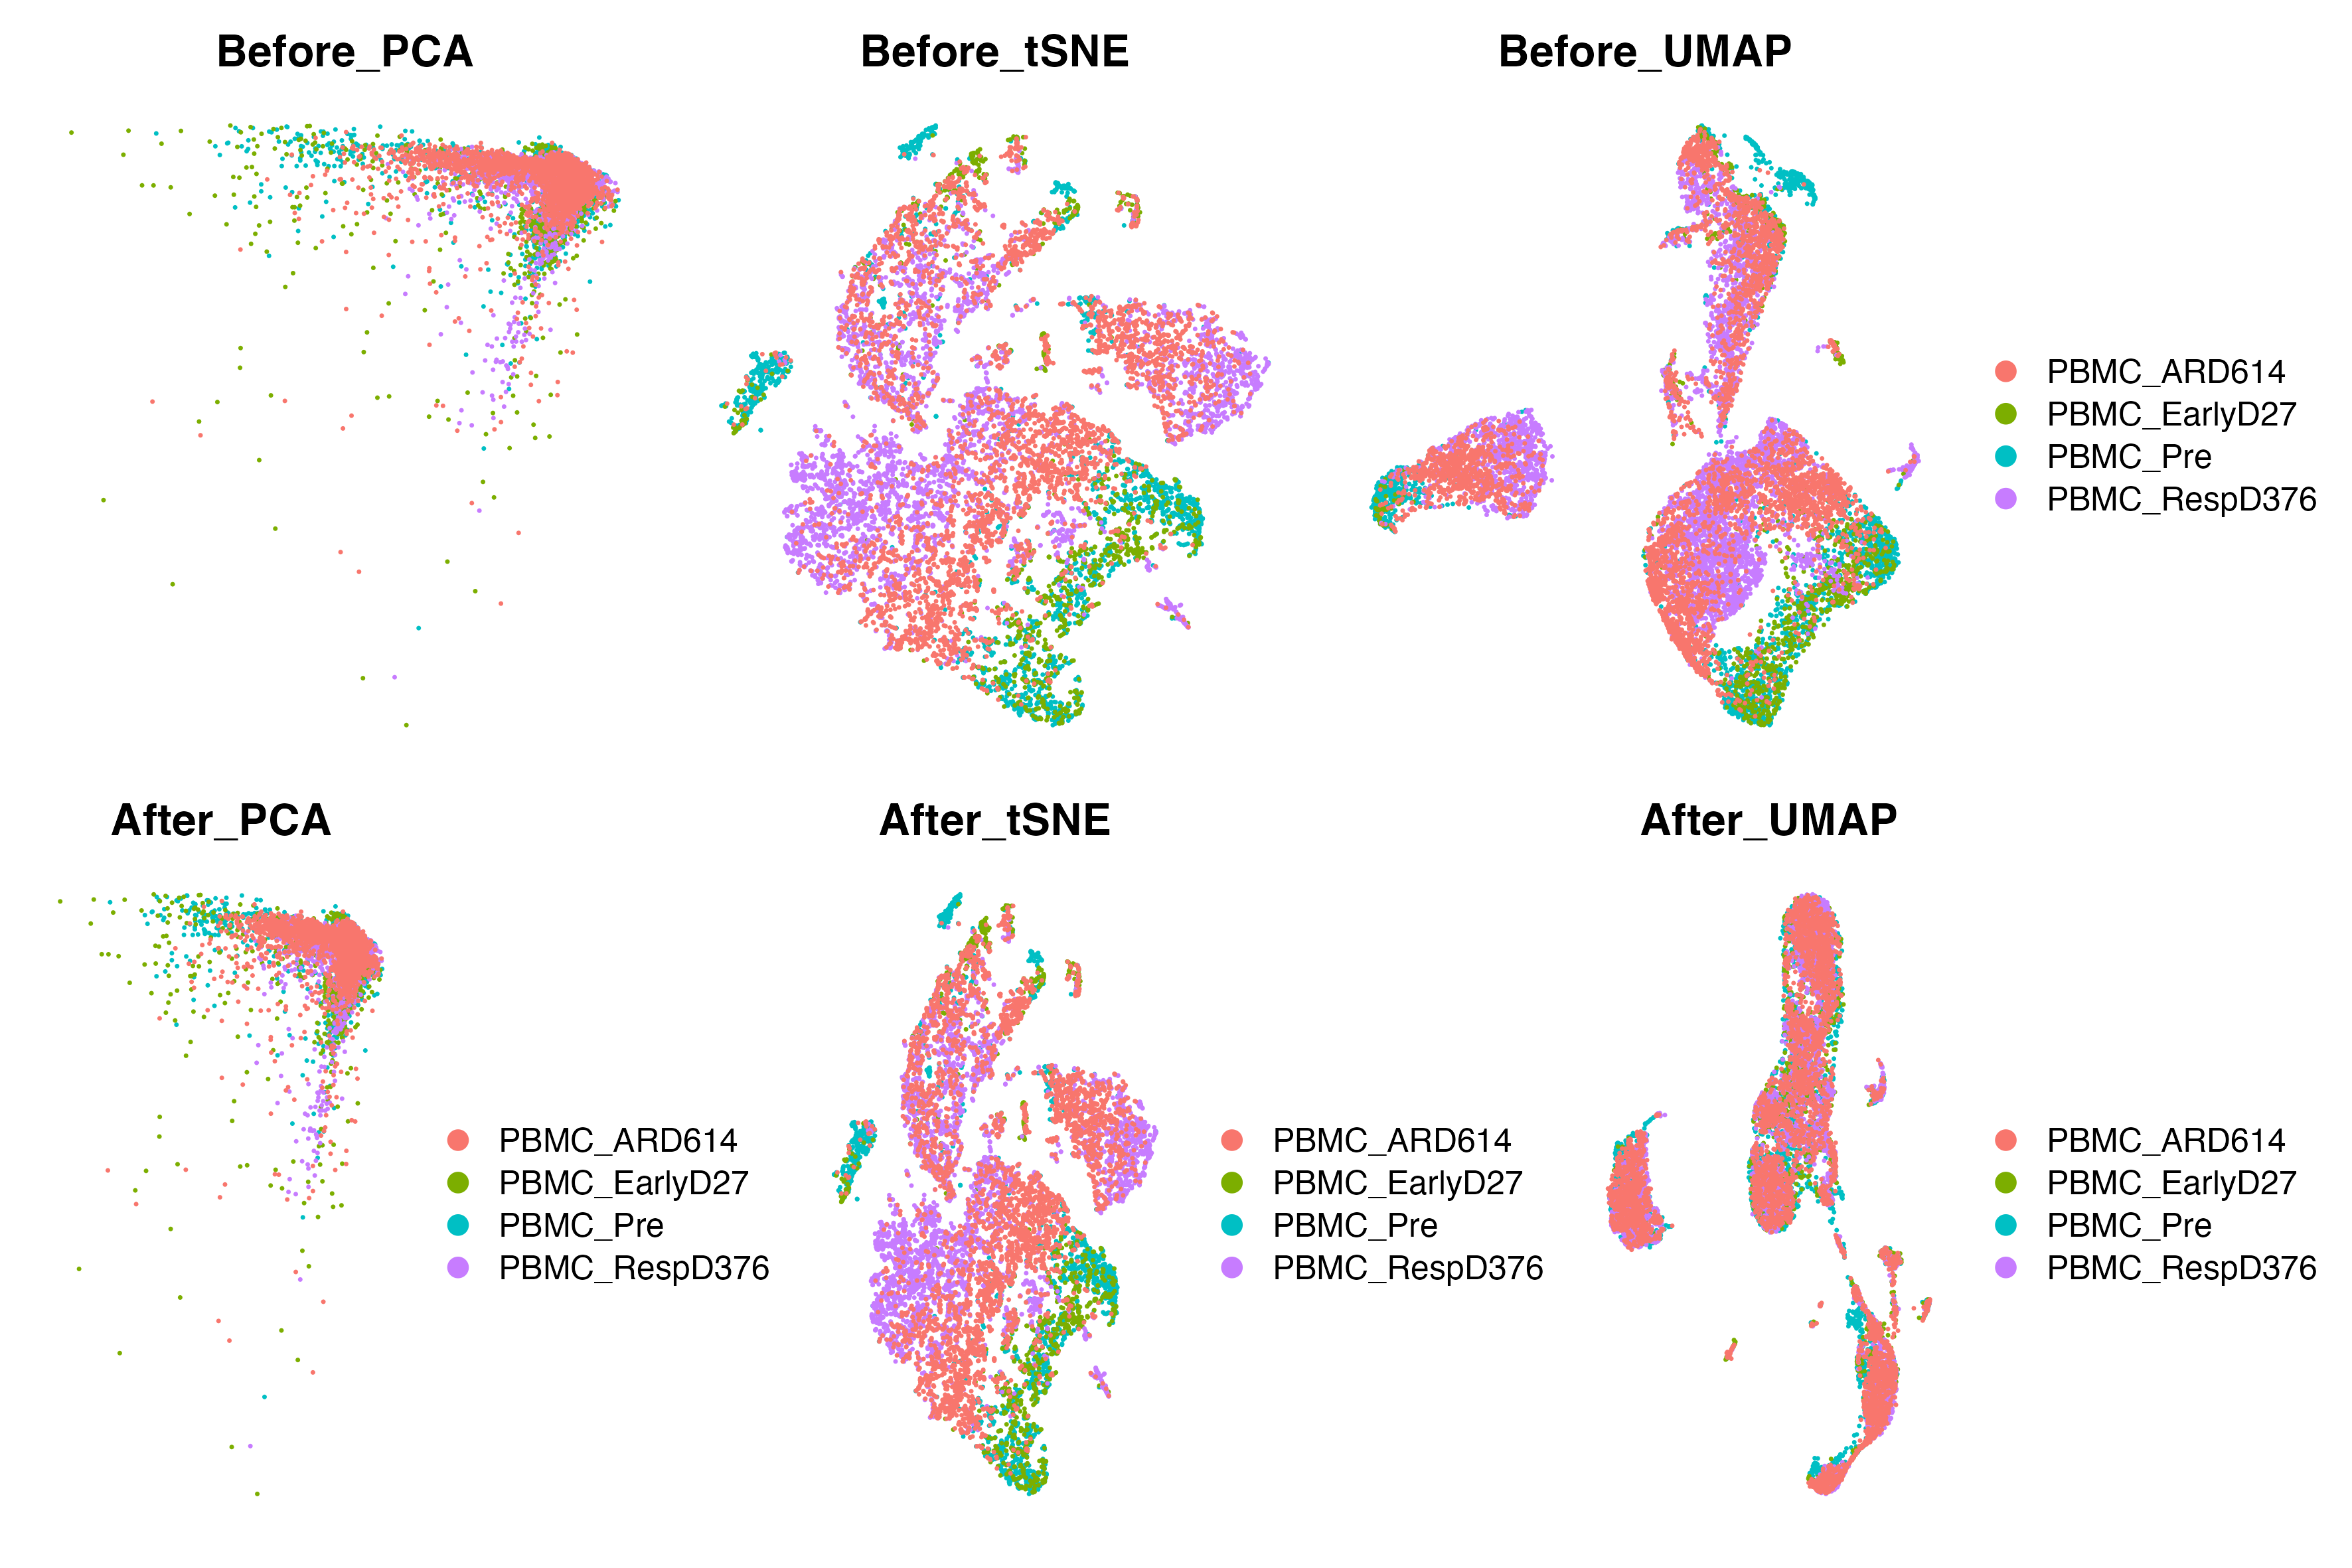 Before_PCA
Before_tSNE
Before_UMAP
PBMC_ARD614
PBMC_EarlyD27
PBMC_Pre
PBMC_RespD376
After_PCA
After_tSNE
After_UMAP
PBMC_ARD614
PBMC_EarlyD27
PBMC_Pre
PBMC_RespD376
PBMC_ARD614
PBMC_EarlyD27
PBMC_Pre
PBMC_RespD376
PBMC_ARD614
PBMC_EarlyD27
PBMC_Pre
PBMC_RespD376